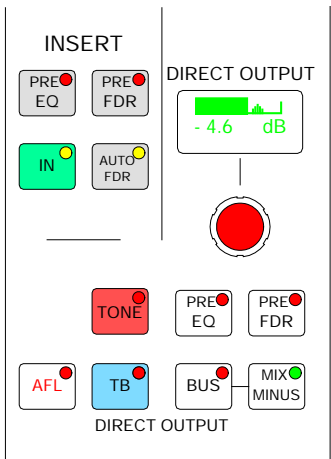 INSERT
PRE
EQ
PRE
FDR
DIRECT OUTPUT
- 4.6 dB
IN
AUTO
FDR
TONE
PRE
EQ
PRE
FDR
AFL
TB
BUS
MIX
MINUS
DIRECT OUTPUT